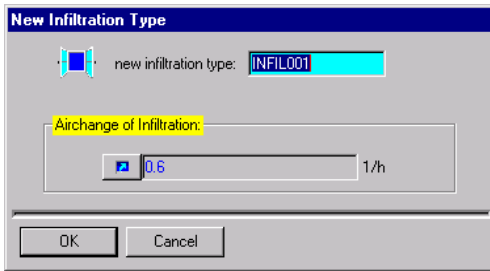 New Infiltration Type
new infiltration type: INFIL001
Airchange of Infiltration:
0.6 1/h
OK Cancel